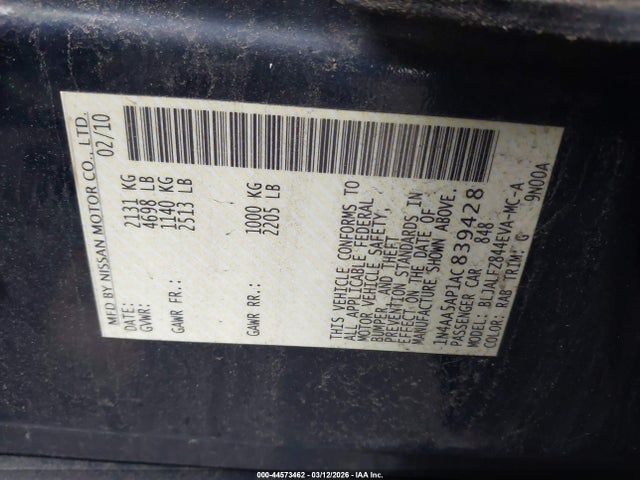 MFD BY NISSAN MOTOR CO., LTD.
DATE: 02/10
GVWR: 2131 KG
4698 LB
GAWR FR.: 1140 KG
2513 LB
GAWR RR.: 1000 KG
2205 LB
THIS VEHICLE CONFORMS TO
ALL APPLICABLE FEDERAL
MOTOR VEHICLE SAFETY,
BUMPER, AND THEFT
PREVENTION STANDARDS IN
EFFECT ON THE DATE OF
MANUFACTURE SHOWN ABOVE.
1N4AA5AP1AC839428
PASSENGER CAR 848
MODEL: BLJALFZ844EVA-MC-A
COLOR: RAB TRIM: G 9N00A
000-44573462 - 03/12/2026 - IAA Inc.